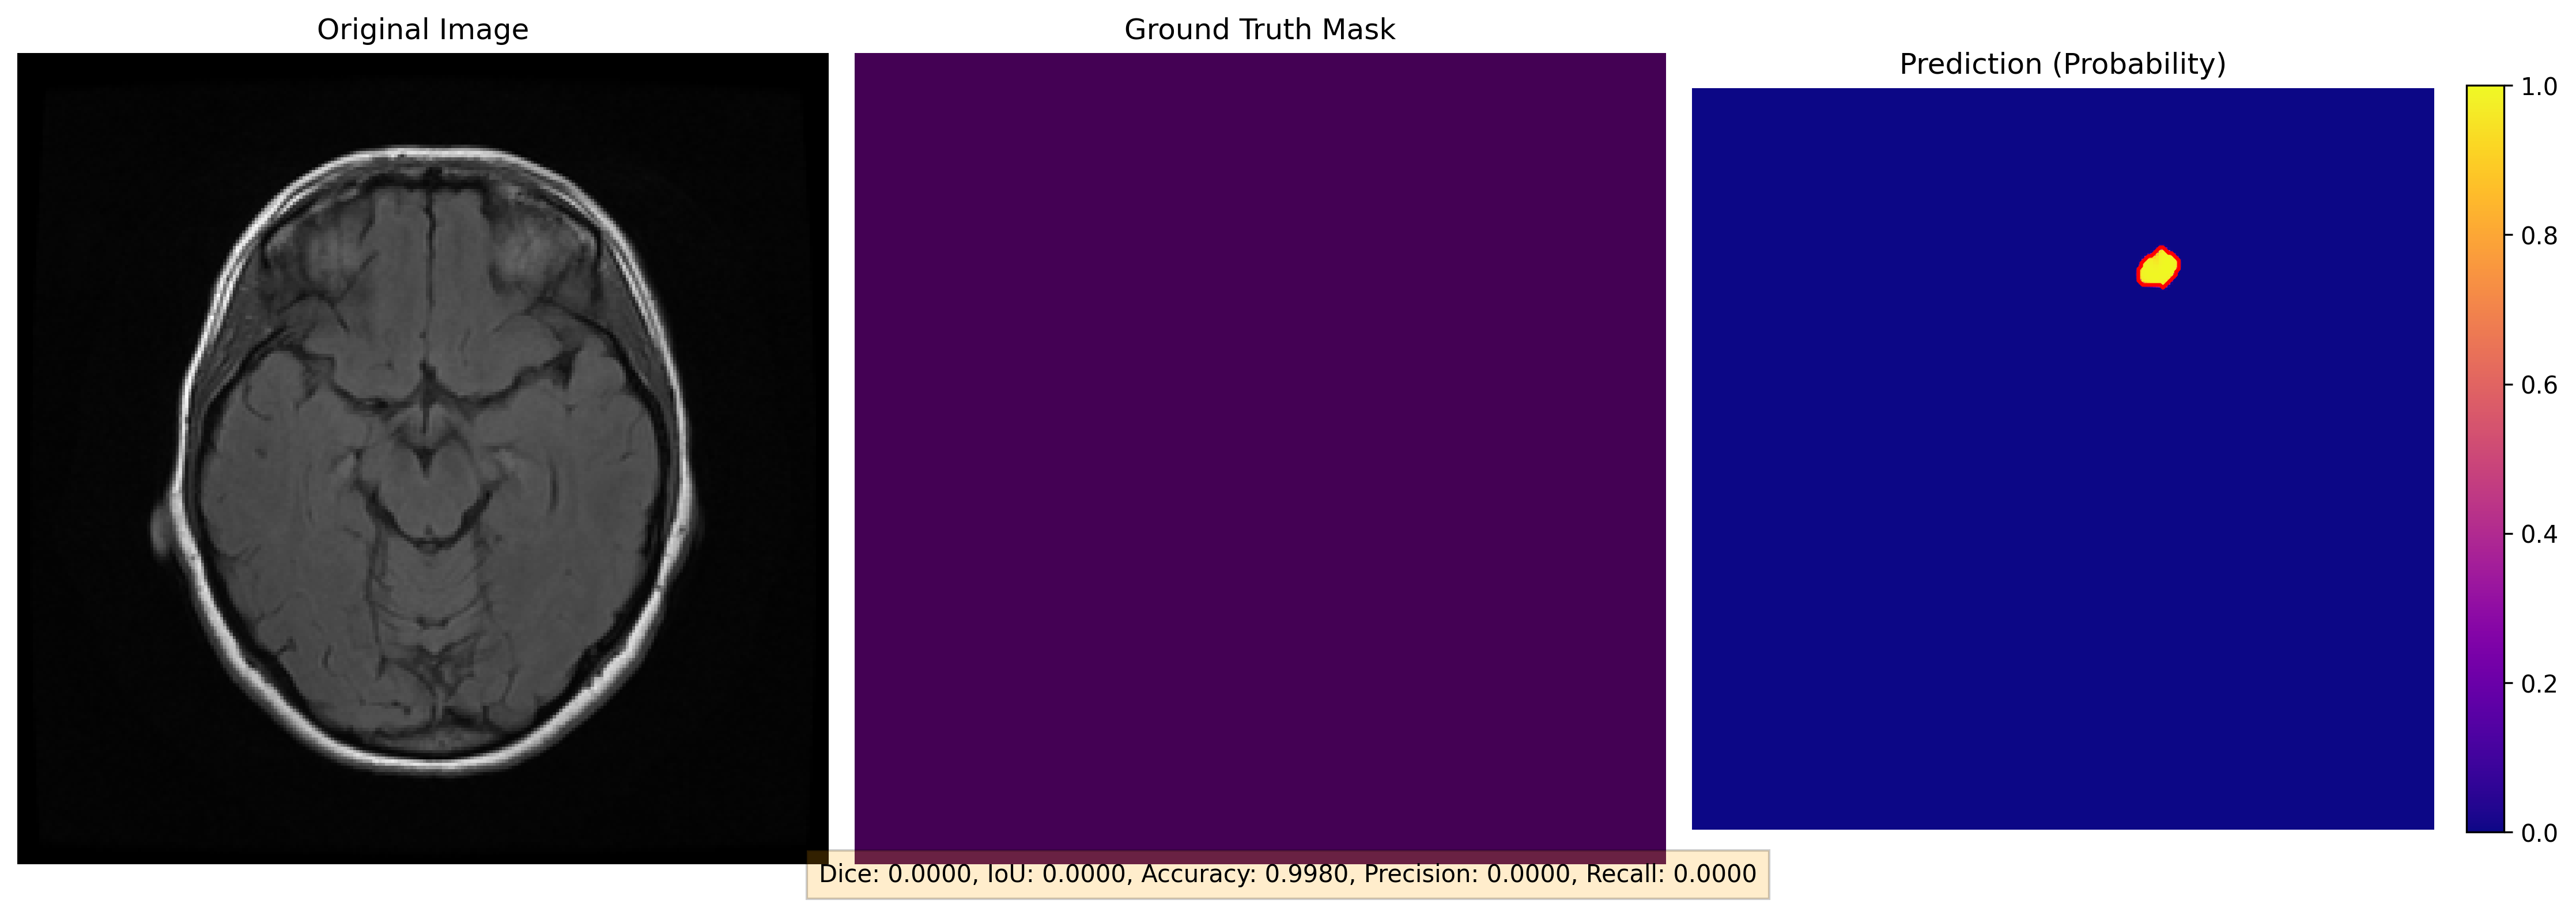 Original Image
Ground Truth Mask
Prediction (Probability)
1.0
0.8
0.6
0.4
0.2
0.0
Dice: 0.0000, IoU: 0.0000, Accuracy: 0.9980, Precision: 0.0000, Recall: 0.0000